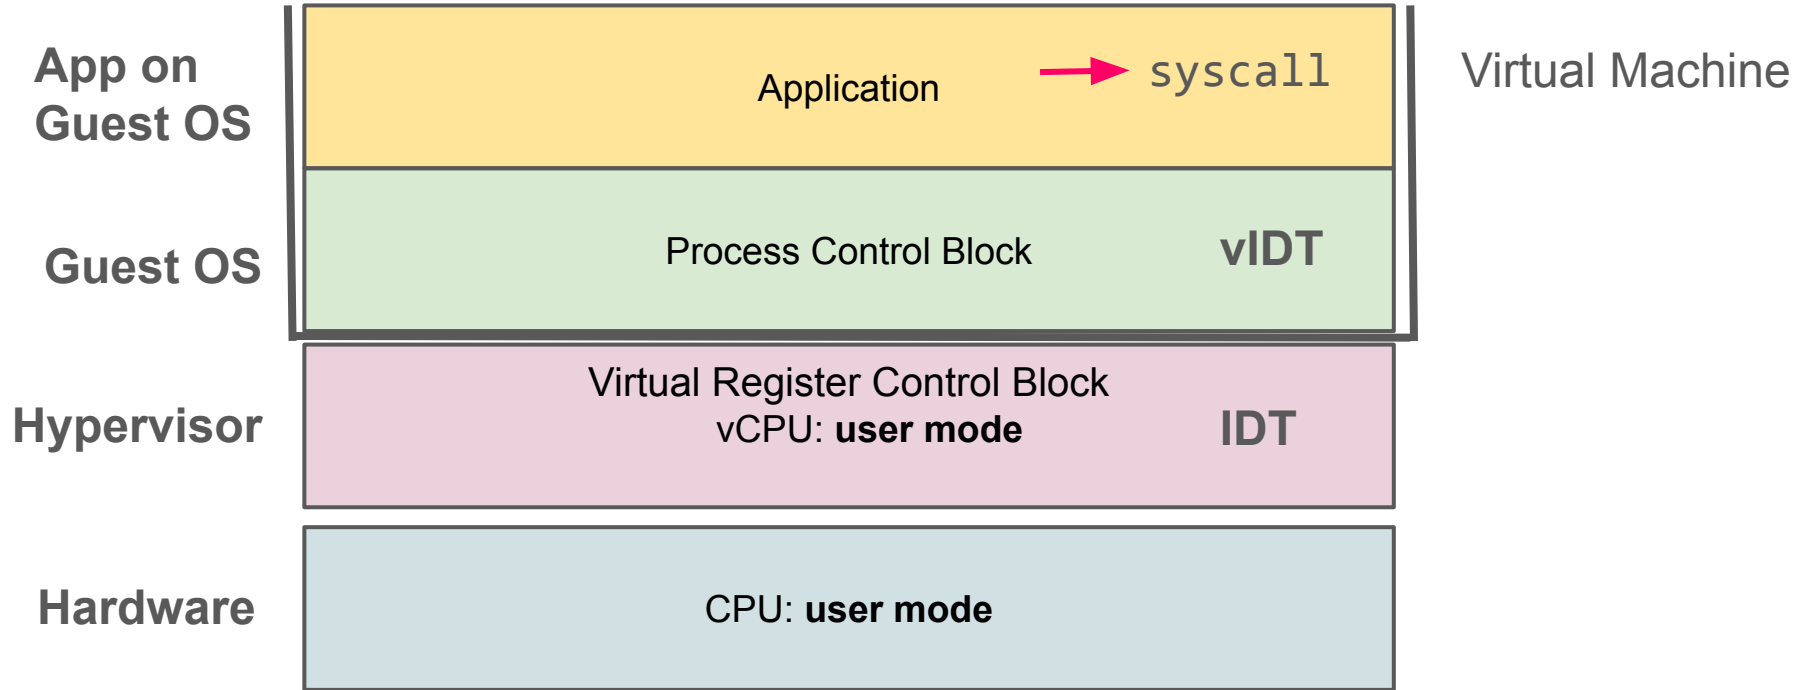 App on
Guest OS
Application
syscall
Virtual Machine
Guest OS
Process Control Block
vIDT
Hypervisor
Virtual Register Control Block
vCPU: user mode
IDT
Hardware
CPU: user mode